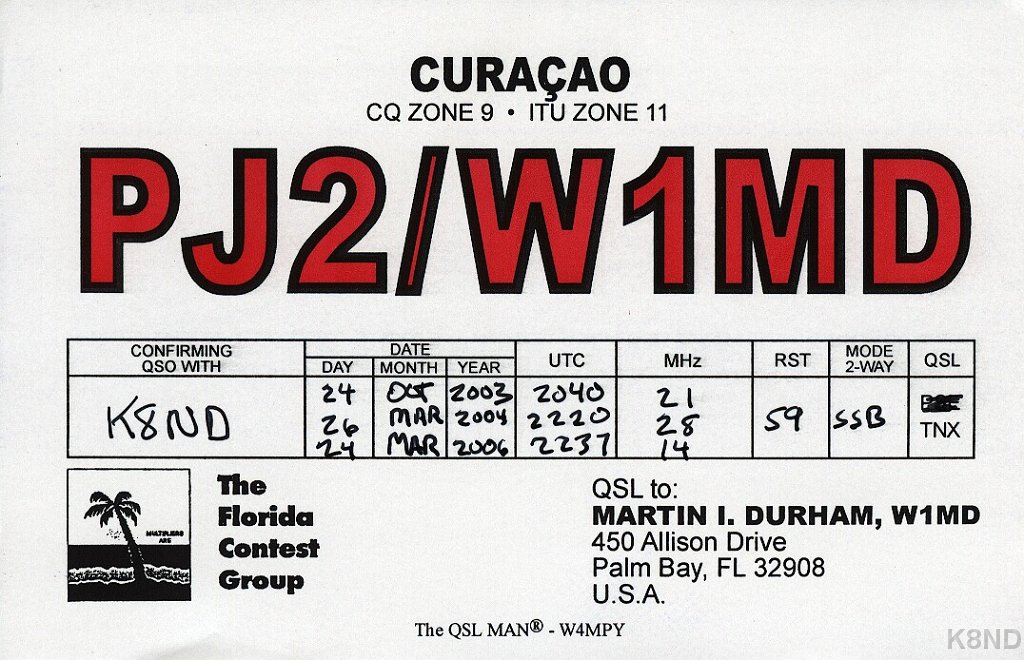 CURAÇAO
CQ ZONE 9 • ITU ZONE 11
PJ2/W1MD
CONFIRMING QSO WITH DATE DAY MONTH YEAR UTC MHz RST MODE 2-WAY QSL
K8ND
24 OCT 2003 2040 21
26 MAR 2004 2220 28 59 SSB
24 MAR 2006 2237 14
TNX
MULTIPLIERS
ARE
The
Florida
Contest
Group
QSL to:
MARTIN I. DURHAM, W1MD
450 Allison Drive
Palm Bay, FL 32908
U.S.A.
The QSL MAN® - W4MPY
K8ND